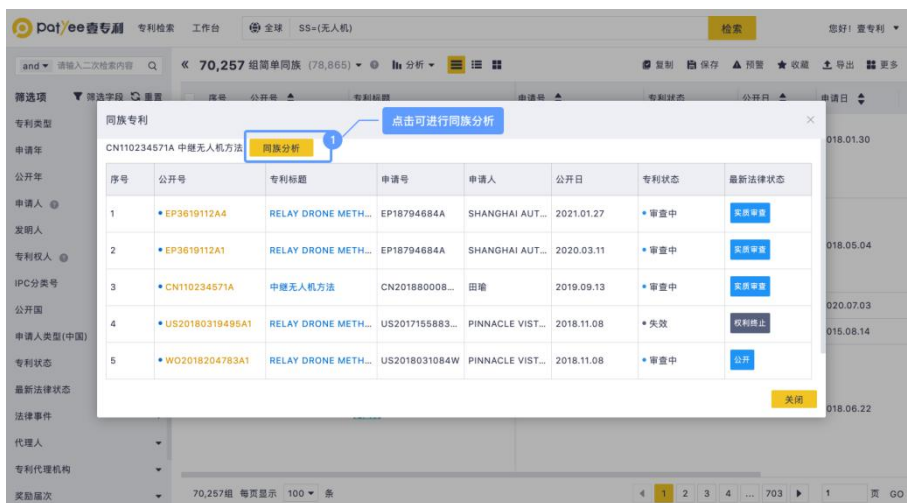 Patyee壹专利 专利检索 工作台 全球 SS=(无人机) 检索 您好！壹专利
and 请输入二次检索内容 70,257 组简单同族 (78,865) 分析 复制 保存 预警 收藏 导出 更多
筛选项 筛选字段 重置 序号 公开号 专利标题 申请号 专利状态 公开日 申请日
专利类型
申请年
公开年
申请人
发明人
专利权人
IPC分类号
公开国
申请人类型(中国)
专利状态
最新法律状态
法律事件
代理人
专利代理机构
奖励届次
同族专利
1 点击可进行同族分析
CN110234571A 中继无人机方法 同族分析
序号 公开号 专利标题 申请号 申请人 公开日 专利状态 最新法律状态
1 EP3619112A4 RELAY DRONE METH... EP18794684A SHANGHAI AUT... 2021.01.27 审查中 实质审查
2 EP3619112A1 RELAY DRONE METH... EP18794684A SHANGHAI AUT... 2020.03.11 审查中 实质审查
3 CN110234571A 中继无人机方法 CN201880008... 田瑜 2019.09.13 审查中 实质审查
4 US20180319495A1 RELAY DRONE METH... US2017155883... PINNACLE VIST... 2018.11.08 失效 权利终止
5 WO2018204783A1 RELAY DRONE METH... US2018031084W PINNACLE VIST... 2018.11.08 审查中 公开
关闭
018.01.30
018.05.04
020.07.03
015.08.14
018.06.22
70,257组 每页显示 100 条 1 2 3 4 ... 703 1 页 GO